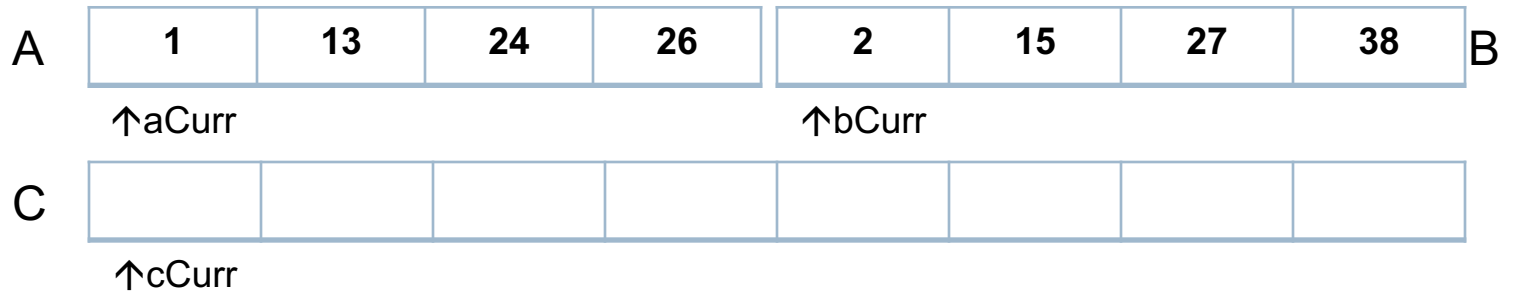 A 1 13 24 26 2 15 27 38 B
↑aCurr ↑bCurr
C
↑cCurr